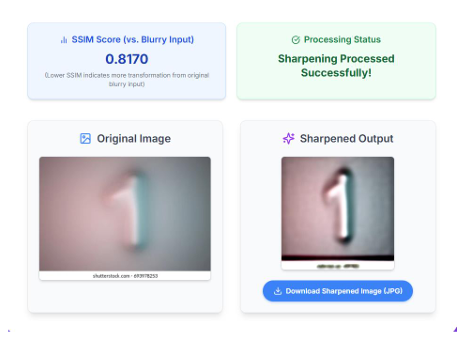 SSIM Score (vs. Blurry Input)
0.8170
(Lower SSIM indicates more transformation from original
blurry input)
Processing Status
Sharpening Processed
Successfully!
Original Image
1
shutterstock.com · 693978253
Sharpened Output
1
Download Sharpened Image (JPG)